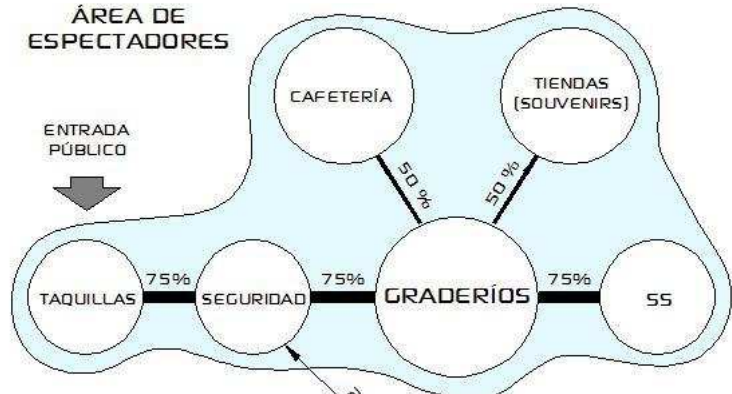 ÁREA DE
ESPECTADORES
CAFETERÍA
TIENDAS
(SOUVENIRS)
ENTRADA
PÚBLICO
50 %
50 %
TAQUILLAS
75%
SEGURIDAD
75%
GRADERÍOS
75%
SS